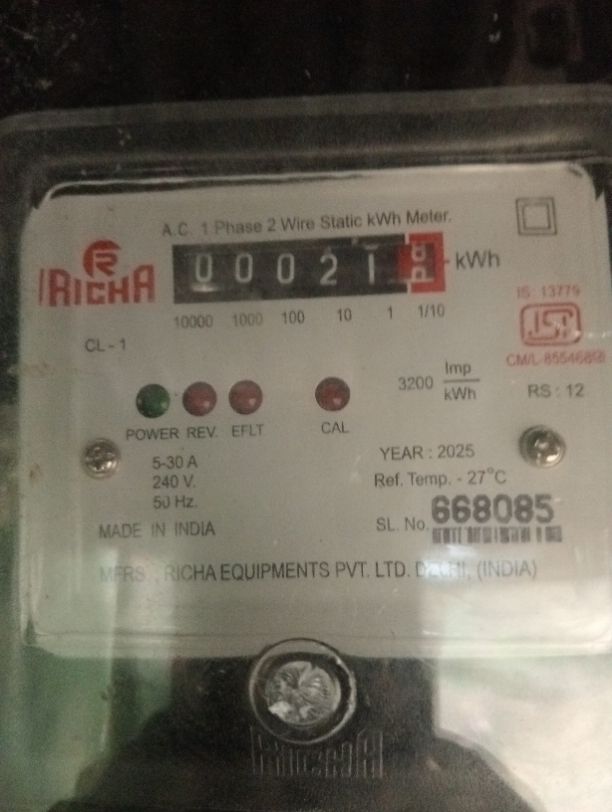 A.C. 1 Phase 2 Wire Static kWh Meter.
RICHA
0 0 0 2 1 kWh
10000 1000 100 10 1 1/10
IS: 13779
ISI
CM/L-8554689
CL - 1
3200 Imp/kWh
RS : 12
POWER REV. EFLT. CAL
5-30 A
240 V.
50 Hz.
YEAR : 2025
Ref. Temp. - 27°C
MADE IN INDIA
SL. No. 668085
MFRS : RICHA EQUIPMENTS PVT. LTD. DELHI, (INDIA)
RICHA